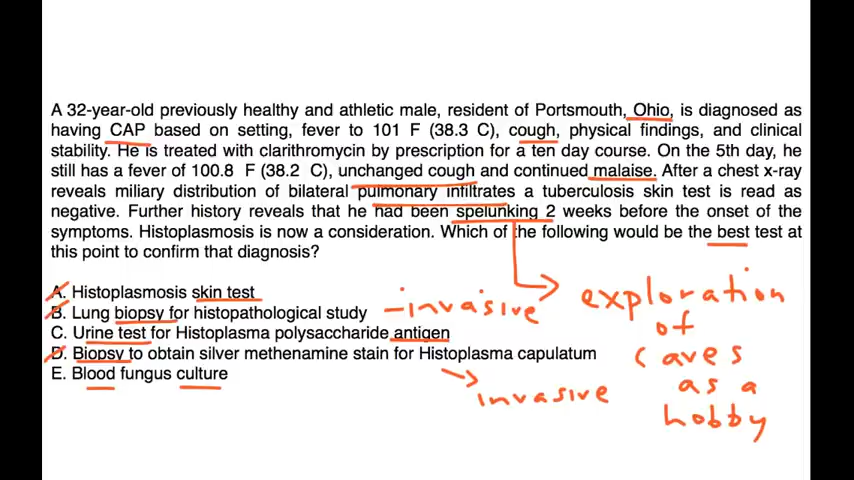 A 32-year-old previously healthy and athletic male, resident of Portsmouth, Ohio, is diagnosed as
having CAP based on setting, fever to 101 F (38.3 C), cough, physical findings, and clinical
stability. He is treated with clarithromycin by prescription for a ten day course. On the 5th day, he
still has a fever of 100.8 F (38.2 C), unchanged cough and continued malaise. After a chest x-ray
reveals miliary distribution of bilateral pulmonary infiltrates a tuberculosis skin test is read as
negative. Further history reveals that he had been spelunking 2 weeks before the onset of the
symptoms. Histoplasmosis is now a consideration. Which of the following would be the best test at
this point to confirm that diagnosis?
A. Histoplasmosis skin test
B. Lung biopsy for histopathological study
C. Urine test for Histoplasma polysaccharide antigen
D. Biopsy to obtain silver methenamine stain for Histoplasma capulatum
E. Blood fungus culture
-invasive
invasive
exploration
of
caves
as a
hobby